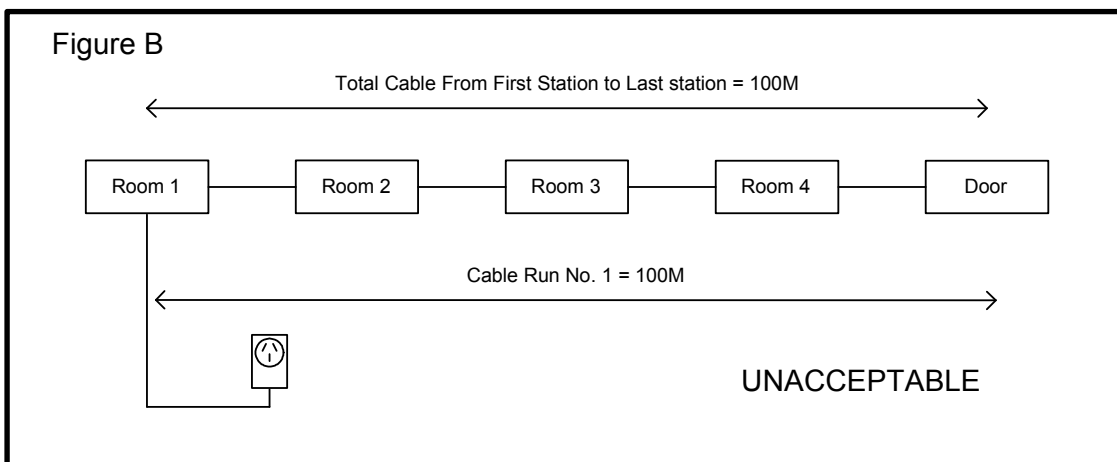 Figure B
Total Cable From First Station to Last station = 100M
Room 1
Room 2
Room 3
Room 4
Door
Cable Run No. 1 = 100M
UNACCEPTABLE